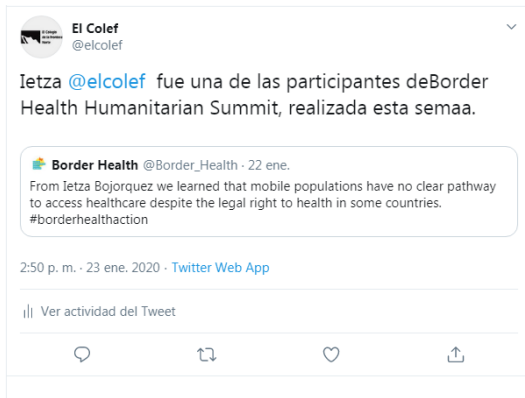 El Colef
@elcolef
Ietza @elcolef fue una de las participantes deBorder
Health Humanitarian Summit, realizada esta semaa.
Border Health @Border_Health · 22 ene.
From Ietza Bojorquez we learned that mobile populations have no clear pathway
to access healthcare despite the legal right to health in some countries.
#borderhealthaction
2:50 p. m. · 23 ene. 2020 · Twitter Web App
Ver actividad del Tweet